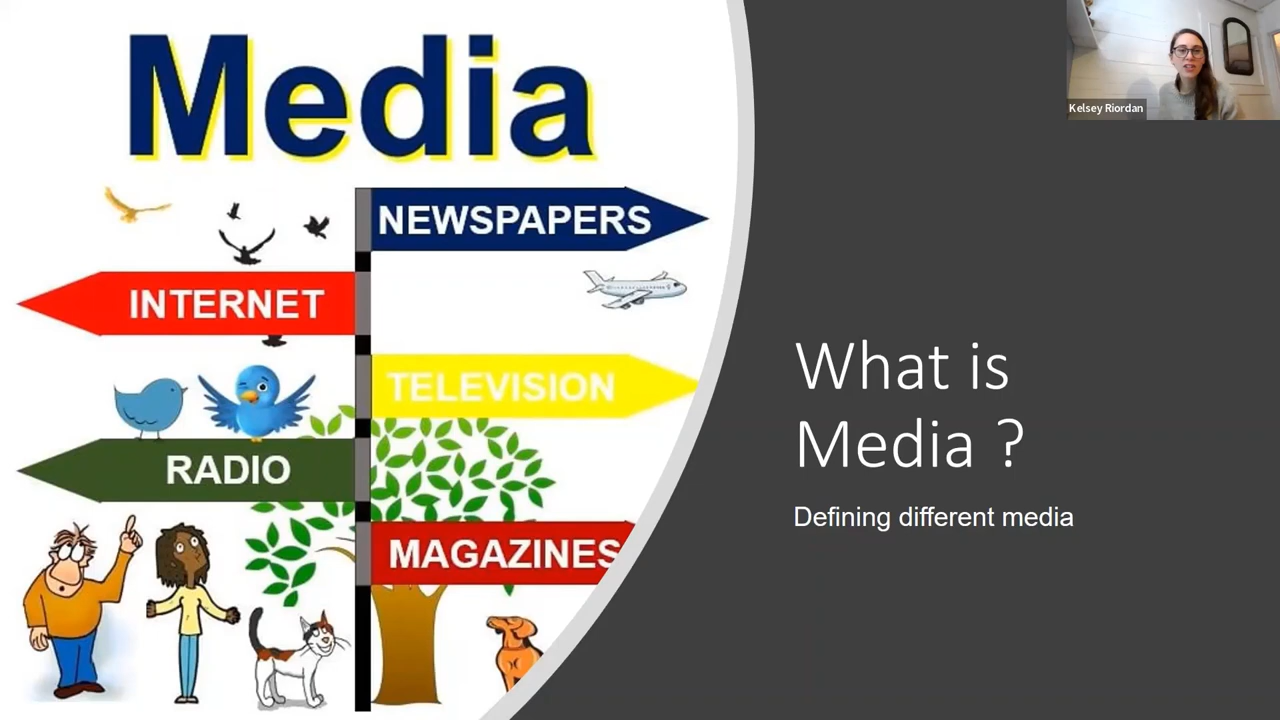 Media
NEWSPAPERS
INTERNET
TELEVISION
RADIO
MAGAZINES
What is
Media ?
Defining different media
Kelsey Riordan